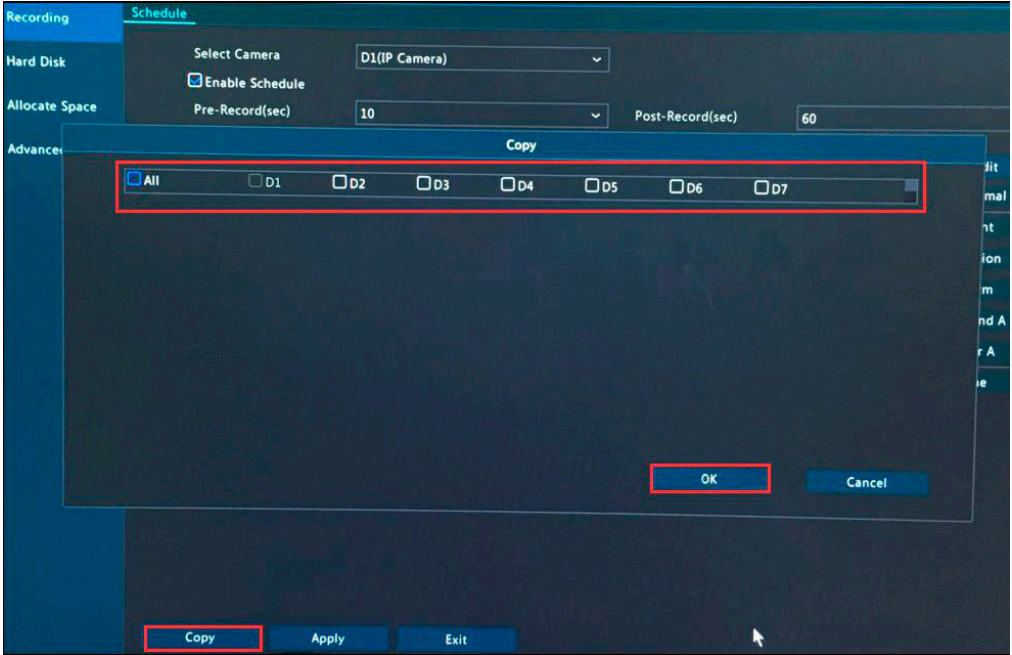 Recording
Schedule
Hard Disk
Select Camera D1(IP Camera)
Enable Schedule
Allocate Space
Pre-Record(sec) 10 Post-Record(sec) 60
Copy
All D1 D2 D3 D4 D5 D6 D7
OK Cancel
Copy Apply Exit